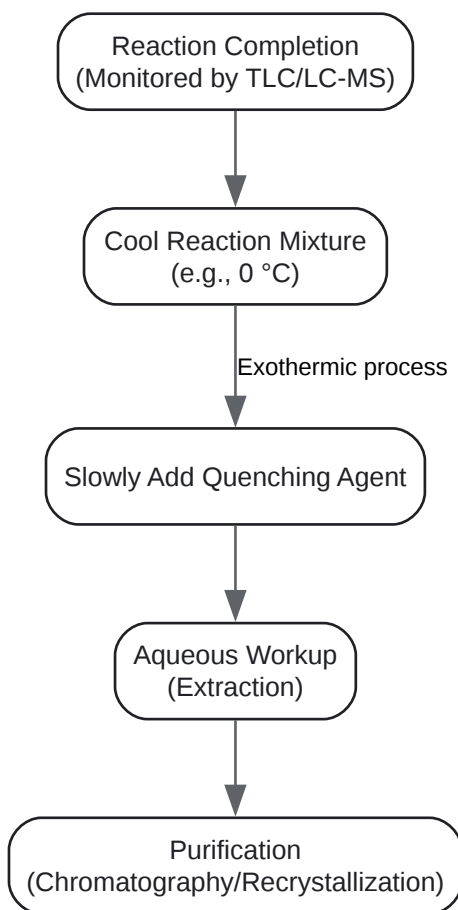 Reaction Completion
(Monitored by TLC/LC-MS)
Cool Reaction Mixture
(e.g., 0 °C)
Exothermic process
Slowly Add Quenching Agent
Aqueous Workup
(Extraction)
Purification
(Chromatography/Recrystallization)